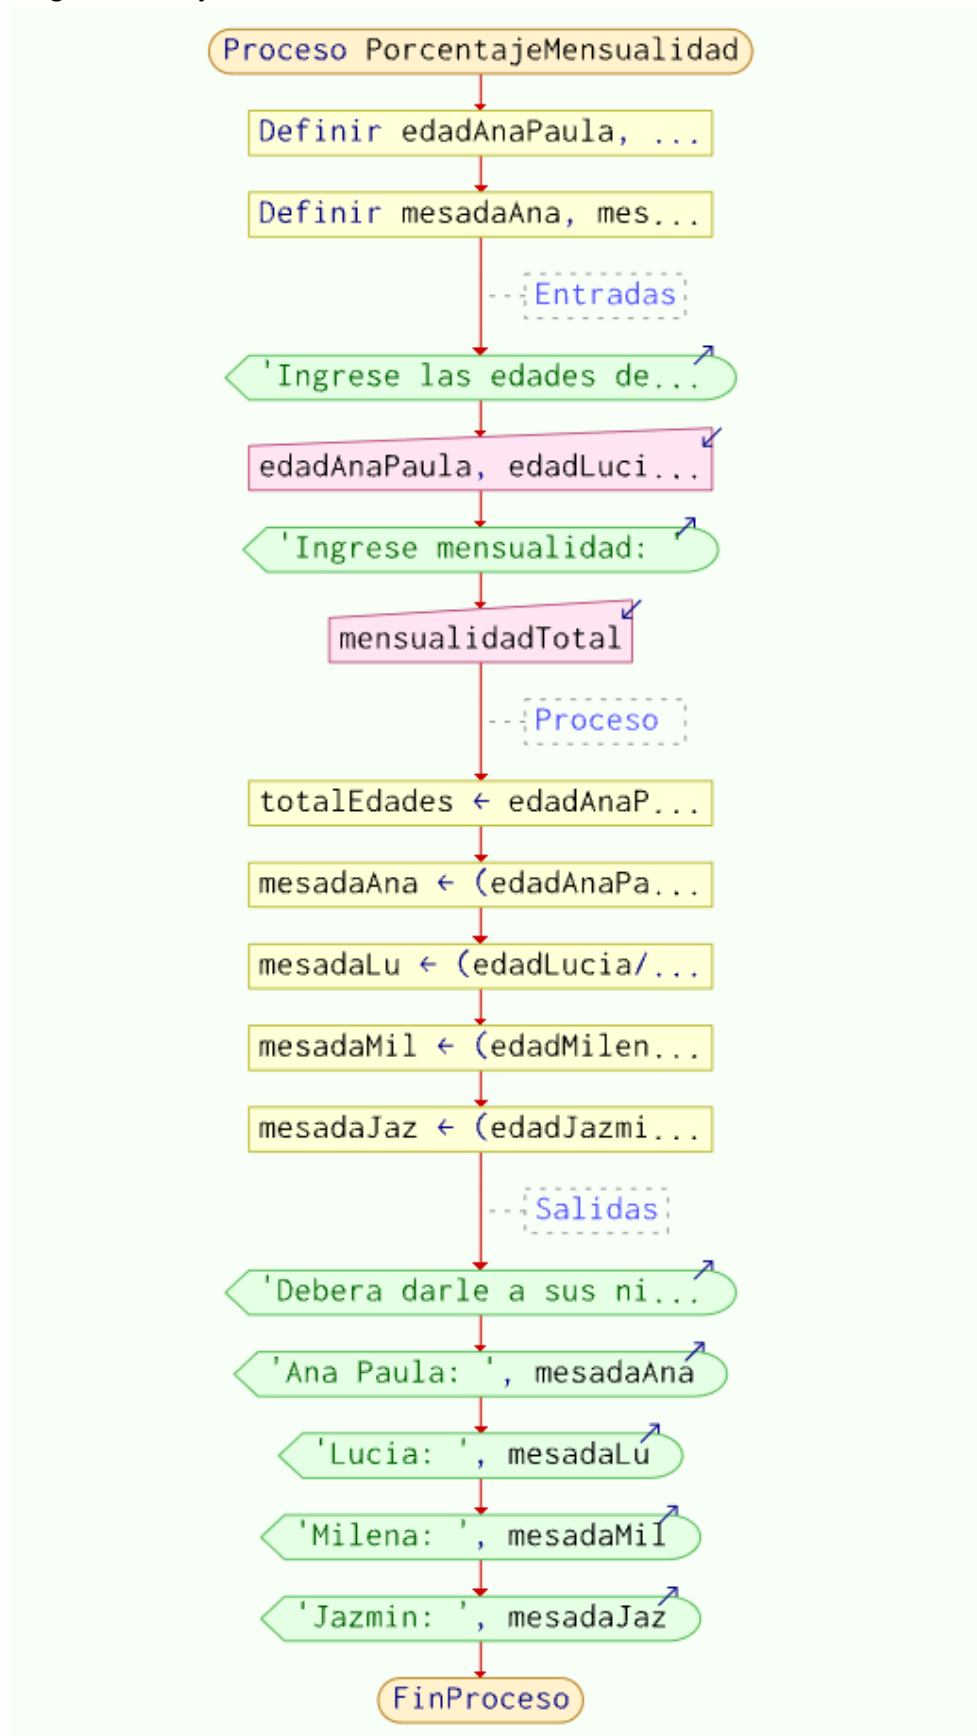 Proceso PorcentajeMensualidad
Definir edadAnaPaula, ...
Definir mesadaAna, mes...
Entradas
'Ingrese las edades de...
edadAnaPaula, edadLuci...
'Ingrese mensualidad: '
mensualidadTotal
Proceso
totalEdades ← edadAnaP...
mesadaAna ← (edadAnaPa...
mesadaLu ← (edadLucia/...
mesadaMil ← (edadMilen...
mesadaJaz ← (edadJazmi...
Salidas
'Debera darle a sus ni...
'Ana Paula: ', mesadaAna
'Lucia: ', mesadaLu
'Milena: ', mesadaMil
'Jazmin: ', mesadaJaz
FinProceso